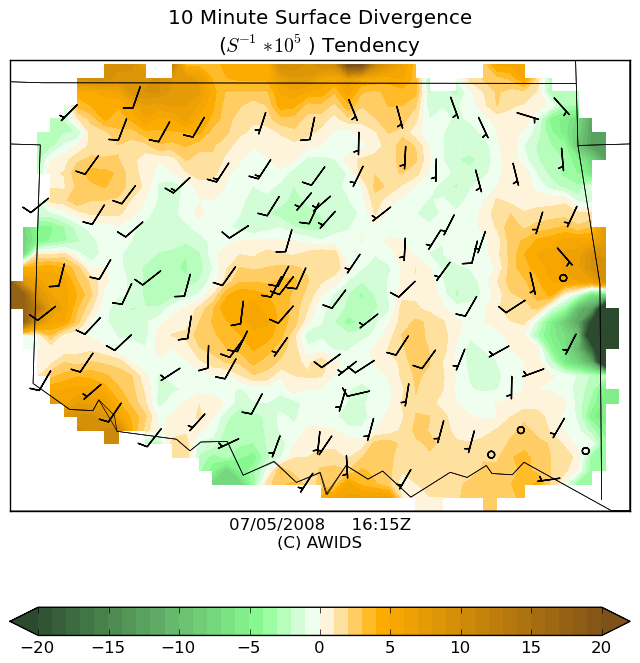 10 Minute Surface Divergence
(S⁻¹ *10⁵ ) Tendency
07/05/2008 16:15Z
(C) AWIDS
−20 −15 −10 −5 0 5 10 15 20